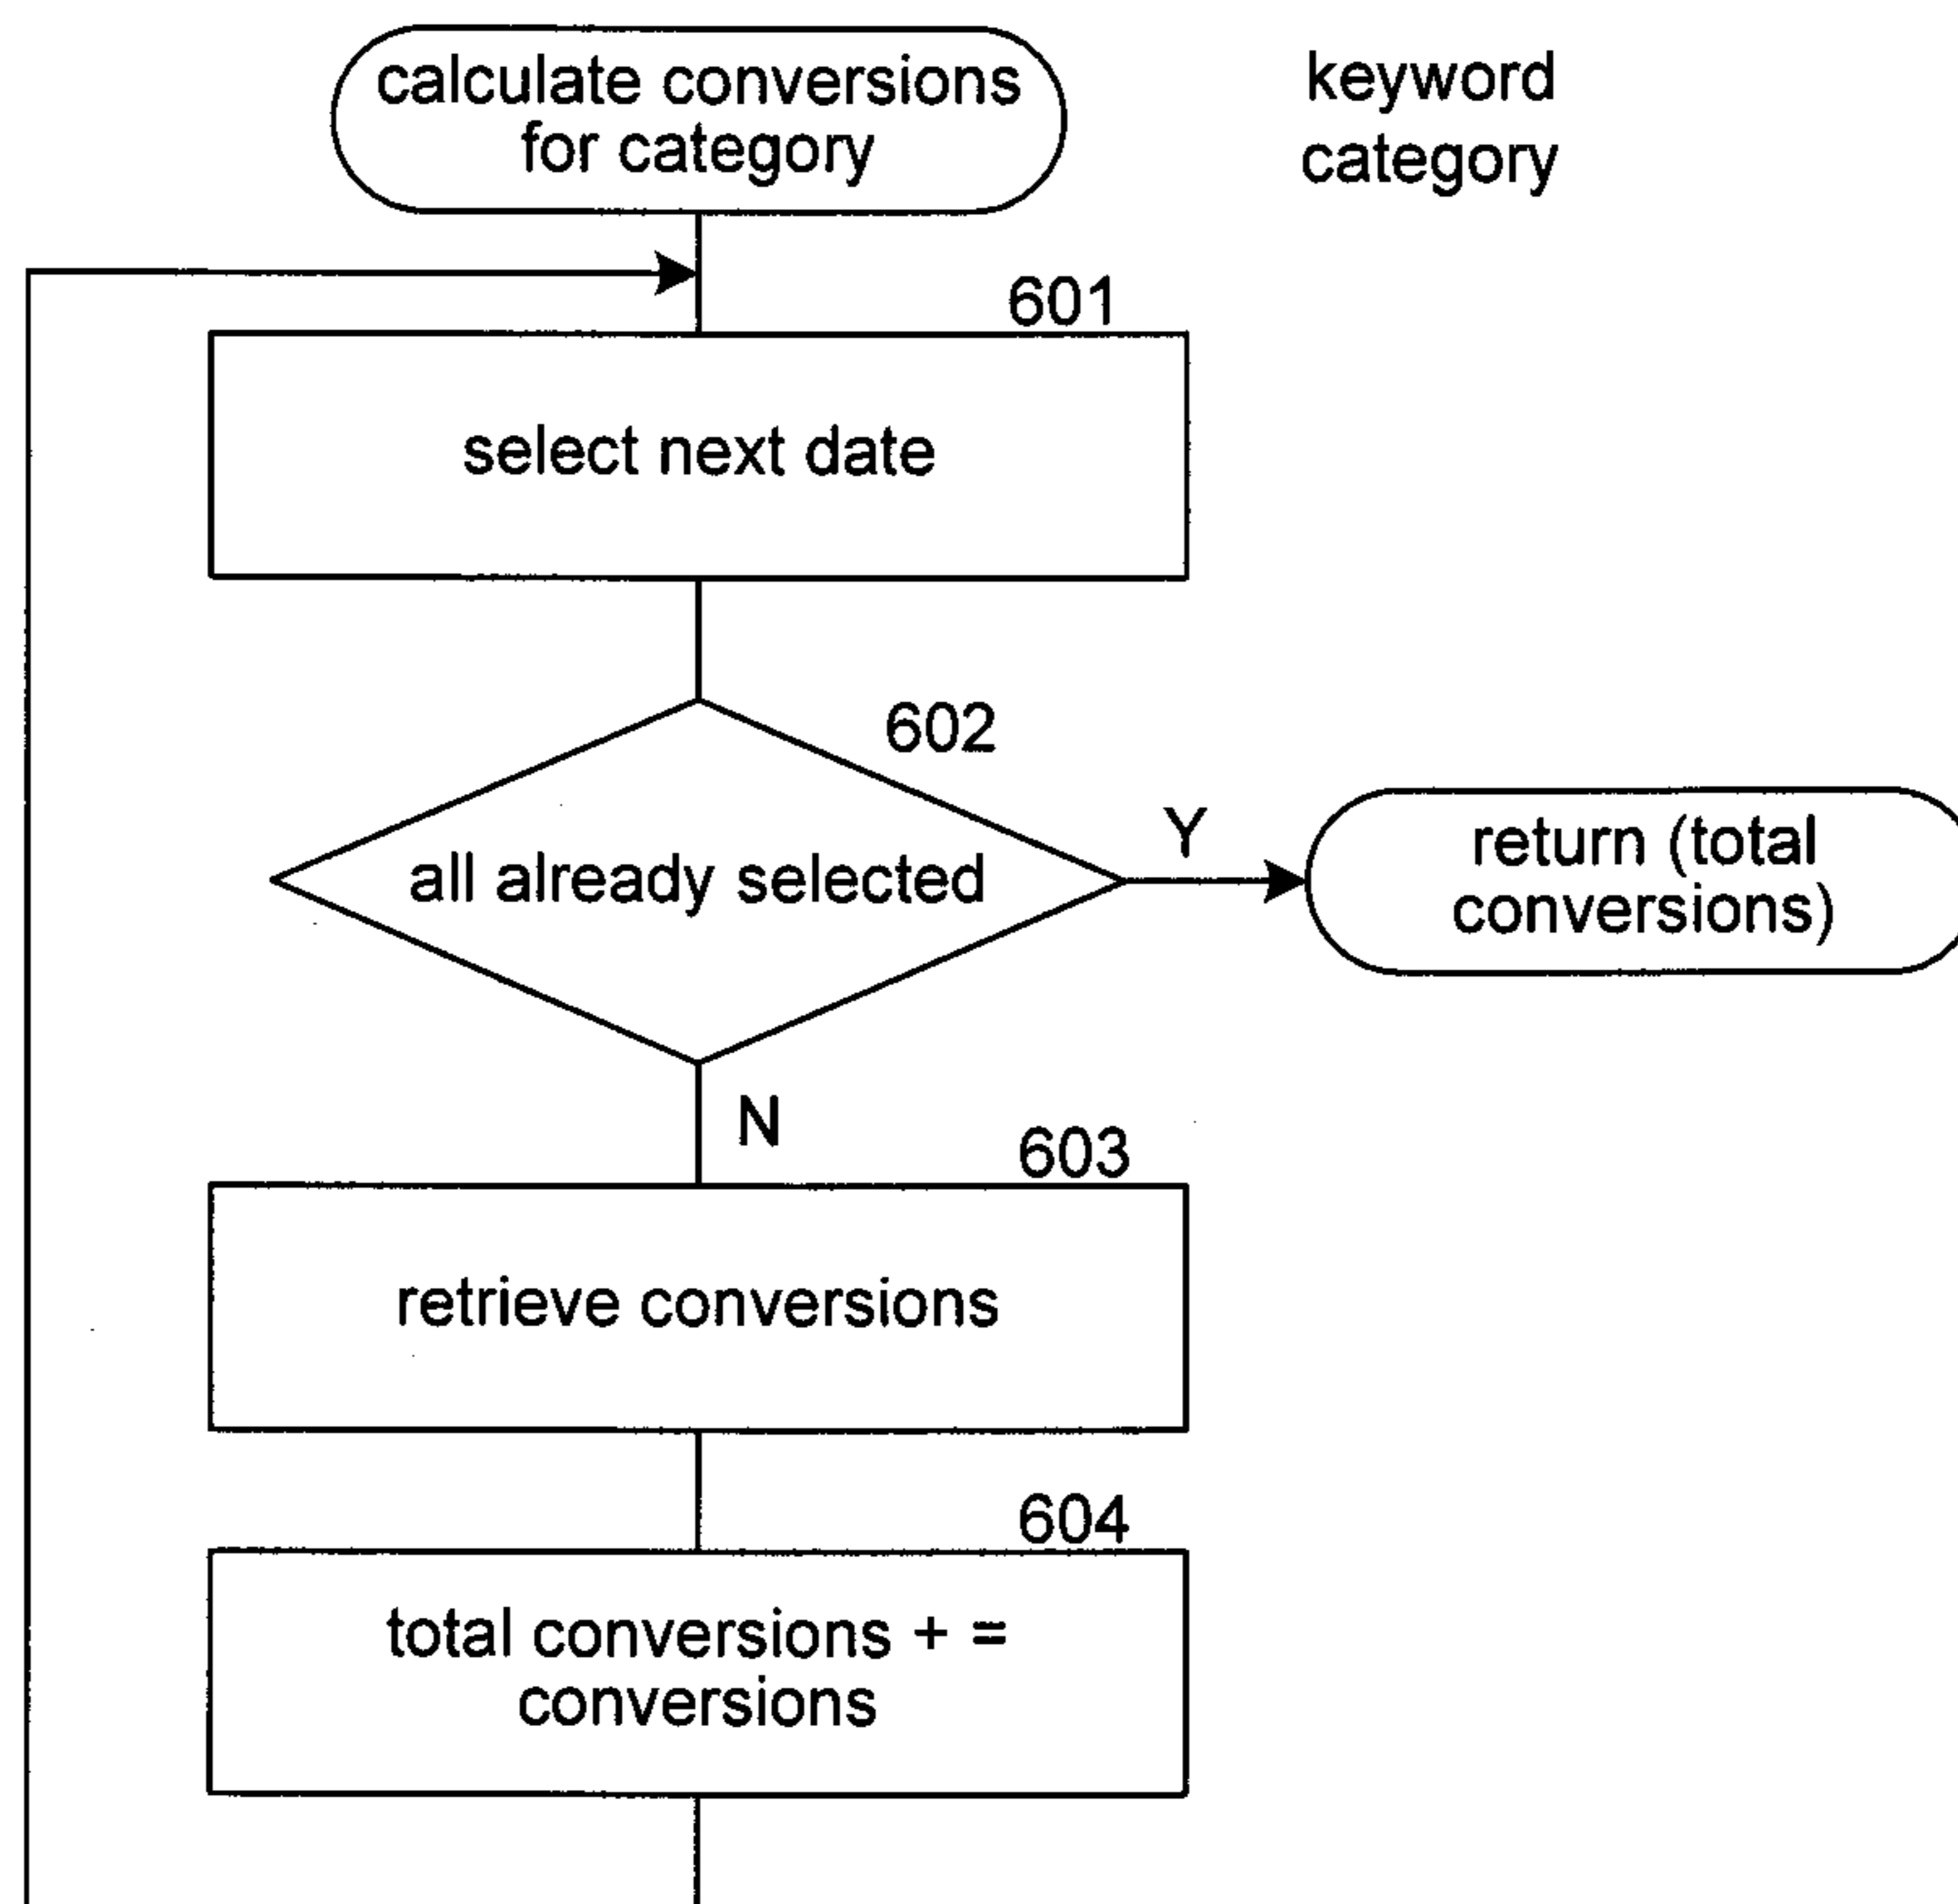 calculate conversions
for category
keyword
category
601
select next date
602
all already selected
Y
return (total
conversions)
N
603
retrieve conversions
604
total conversions + =
conversions